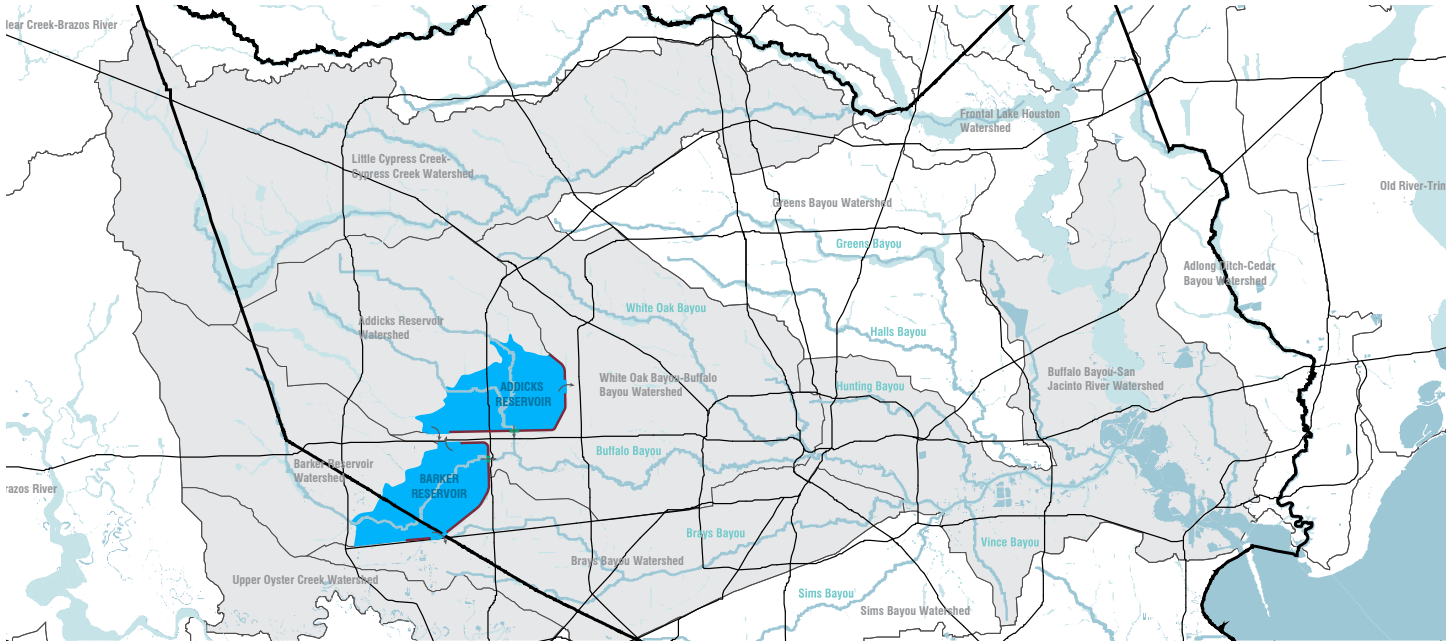 lear Creek-Brazos River
Frontal Lake Houston
Watershed
Little Cypress Creek-
Cypress Creek Watershed
Old River-Trin
Greens Bayou Watershed
Greens Bayou
Adlong Ditch-Cedar
Bayou Watershed
White Oak Bayou
Addicks Reservoir
Watershed
Halls Bayou
Buffalo Bayou-San
Jacinto River Watershed
White Oak Bayou-Buffalo
Bayou Watershed
ADDICKS
RESERVOIR
Hunting Bayou
Buffalo Bayou
Barker Reservoir
Watershed
BARKER
RESERVOIR
razos River
Brays Bayou
Vince Bayou
Brays Bayou Watershed
Upper Oyster Creek Watershed
Sims Bayou
Sims Bayou Watershed